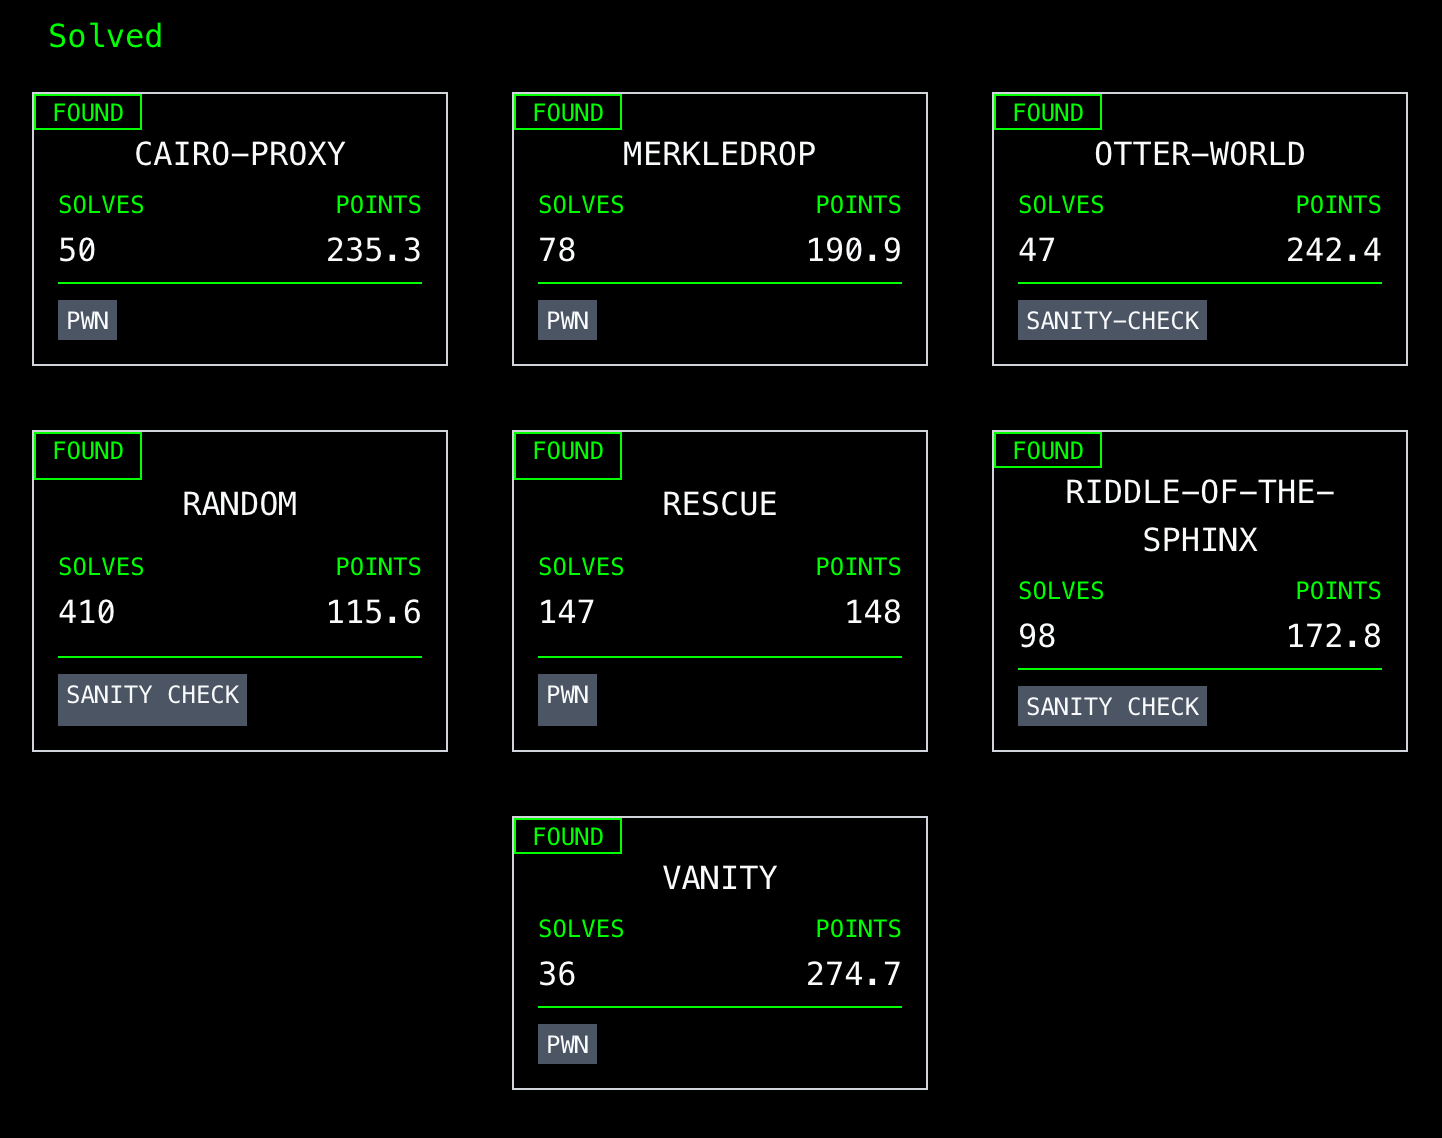 Solved
FOUND
CAIRO-PROXY
SOLVES POINTS
50 235.3
PWN
FOUND
MERKLEDROP
SOLVES POINTS
78 190.9
PWN
FOUND
OTTER-WORLD
SOLVES POINTS
47 242.4
SANITY-CHECK
FOUND
RANDOM
SOLVES POINTS
410 115.6
SANITY CHECK
FOUND
RESCUE
SOLVES POINTS
147 148
PWN
FOUND
RIDDLE-OF-THE-
SPHINX
SOLVES POINTS
98 172.8
SANITY CHECK
FOUND
VANITY
SOLVES POINTS
36 274.7
PWN